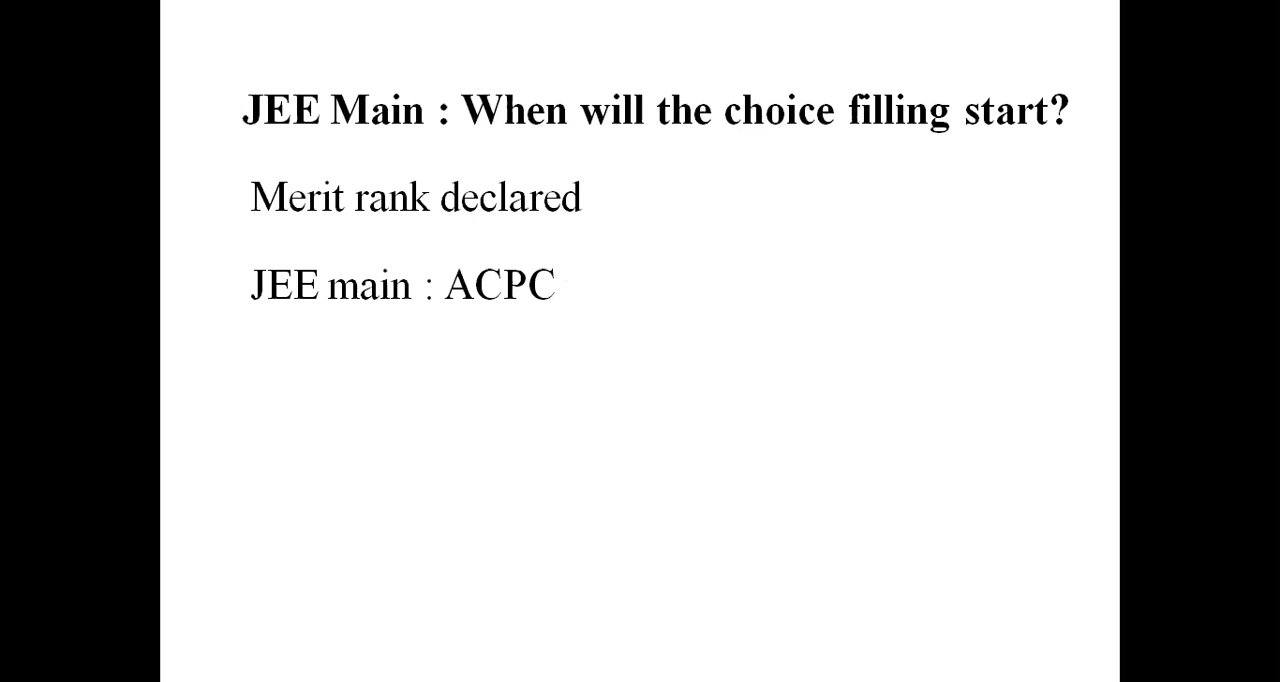 JEE Main : When will the choice filling start?
Merit rank declared
JEE main : ACPC